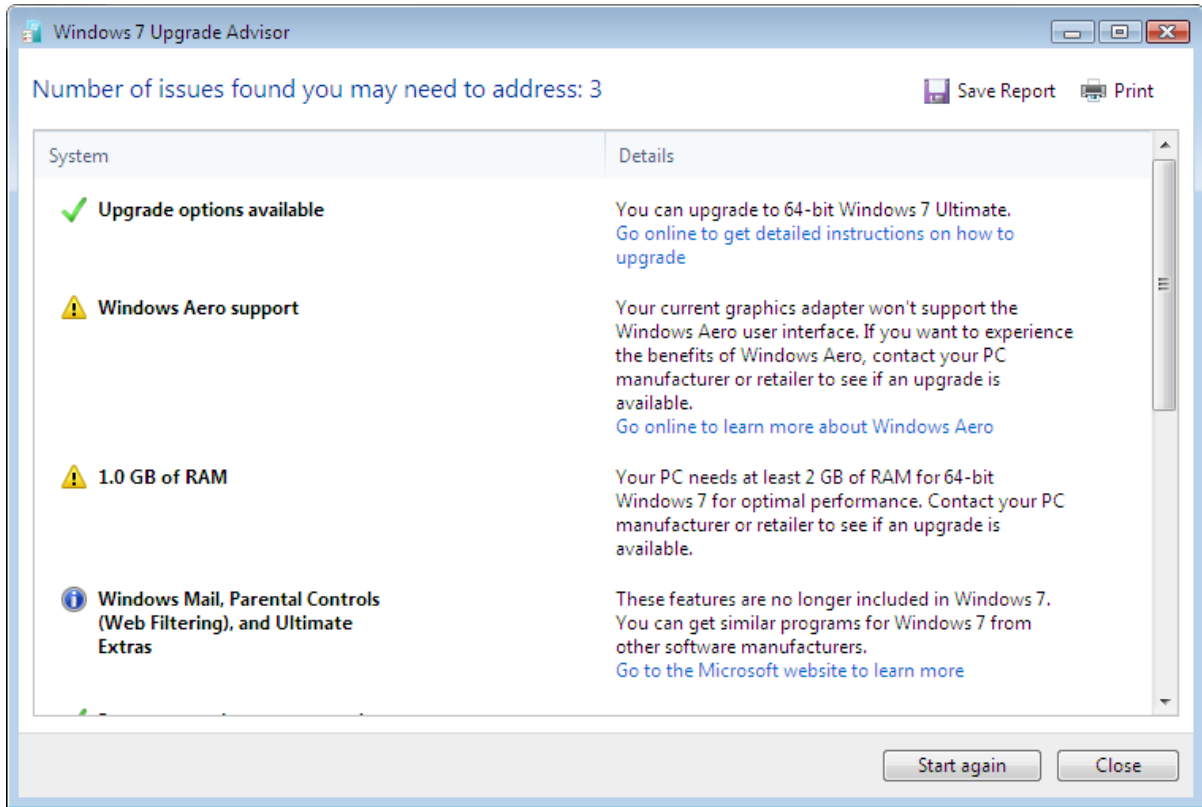 Windows 7 Upgrade Advisor
Number of issues found you may need to address: 3
Save Report
Print
System
Details
Upgrade options available
You can upgrade to 64-bit Windows 7 Ultimate.
Go online to get detailed instructions on how to
upgrade
Windows Aero support
Your current graphics adapter won't support the
Windows Aero user interface. If you want to experience
the benefits of Windows Aero, contact your PC
manufacturer or retailer to see if an upgrade is
available.
Go online to learn more about Windows Aero
1.0 GB of RAM
Your PC needs at least 2 GB of RAM for 64-bit
Windows 7 for optimal performance. Contact your PC
manufacturer or retailer to see if an upgrade is
available.
Windows Mail, Parental Controls
(Web Filtering), and Ultimate
Extras
These features are no longer included in Windows 7.
You can get similar programs for Windows 7 from
other software manufacturers.
Go to the Microsoft website to learn more
Start again
Close